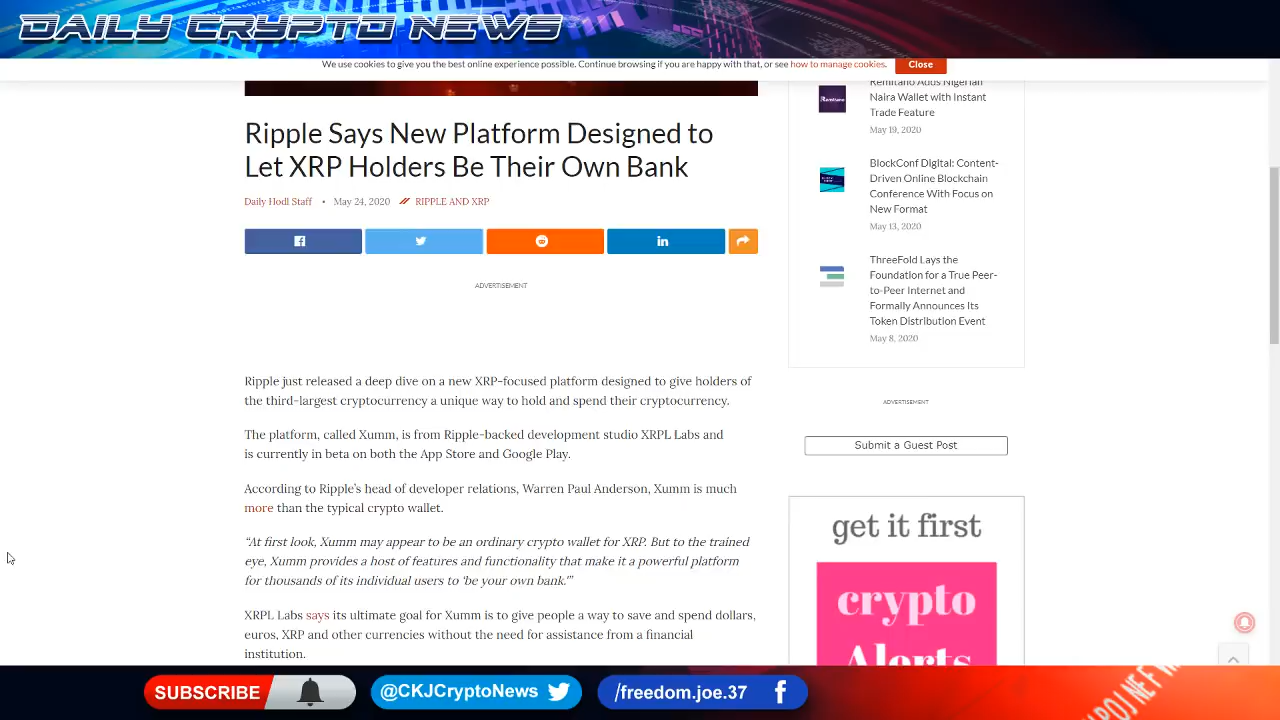 DAILY CRYPTO NEWS
We use cookies to give you the best online experience possible. Continue browsing if you are happy with that, or see how to manage cookies.
Close
Ripple Says New Platform Designed to
Let XRP Holders Be Their Own Bank
Daily Hodl Staff • May 24, 2020 // RIPPLE AND XRP
ADVERTISEMENT
Ripple just released a deep dive on a new XRP-focused platform designed to give holders of
the third-largest cryptocurrency a unique way to hold and spend their cryptocurrency.
The platform, called Xumm, is from Ripple-backed development studio XRPL Labs and
is currently in beta on both the App Store and Google Play.
According to Ripple's head of developer relations, Warren Paul Anderson, Xumm is much
more than the typical crypto wallet.
“At first look, Xumm may appear to be an ordinary crypto wallet for XRP. But to the trained
eye, Xumm provides a host of features and functionality that make it a powerful platform
for thousands of its individual users to ‘be your own bank.’”
XRPL Labs says its ultimate goal for Xumm is to give people a way to save and spend dollars,
euros, XRP and other currencies without the need for assistance from a financial
institution.
Remitano Adds Nigerian
Naira Wallet with Instant
Trade Feature
May 19, 2020
BlockConf Digital: Content-
Driven Online Blockchain
Conference With Focus on
New Format
May 13, 2020
ThreeFold Lays the
Foundation for a True Peer-
to-Peer Internet and
Formally Announces Its
Token Distribution Event
May 8, 2020
ADVERTISEMENT
Submit a Guest Post
get it first
crypto
Alerts
SUBSCRIBE
@CKJCryptoNews
/freedom.joe.37